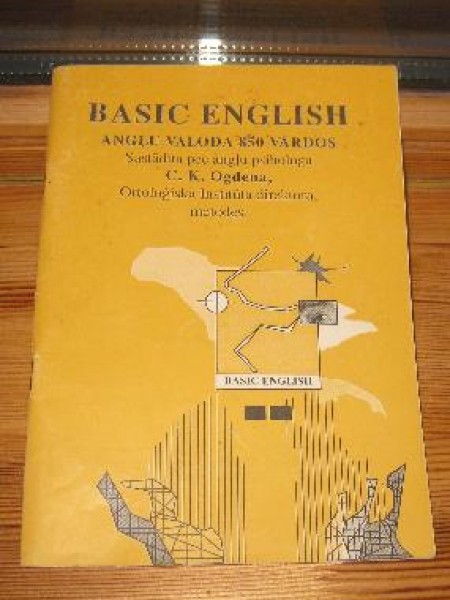 BASIC ENGLISH
ANGĻU VALODA 850 VĀRDOS
Sastādīta pēc angļu psihologa
C. K. Ogdena,
Ortoloģiskā Institūta direktora,
metodes
BASIC ENGLISH